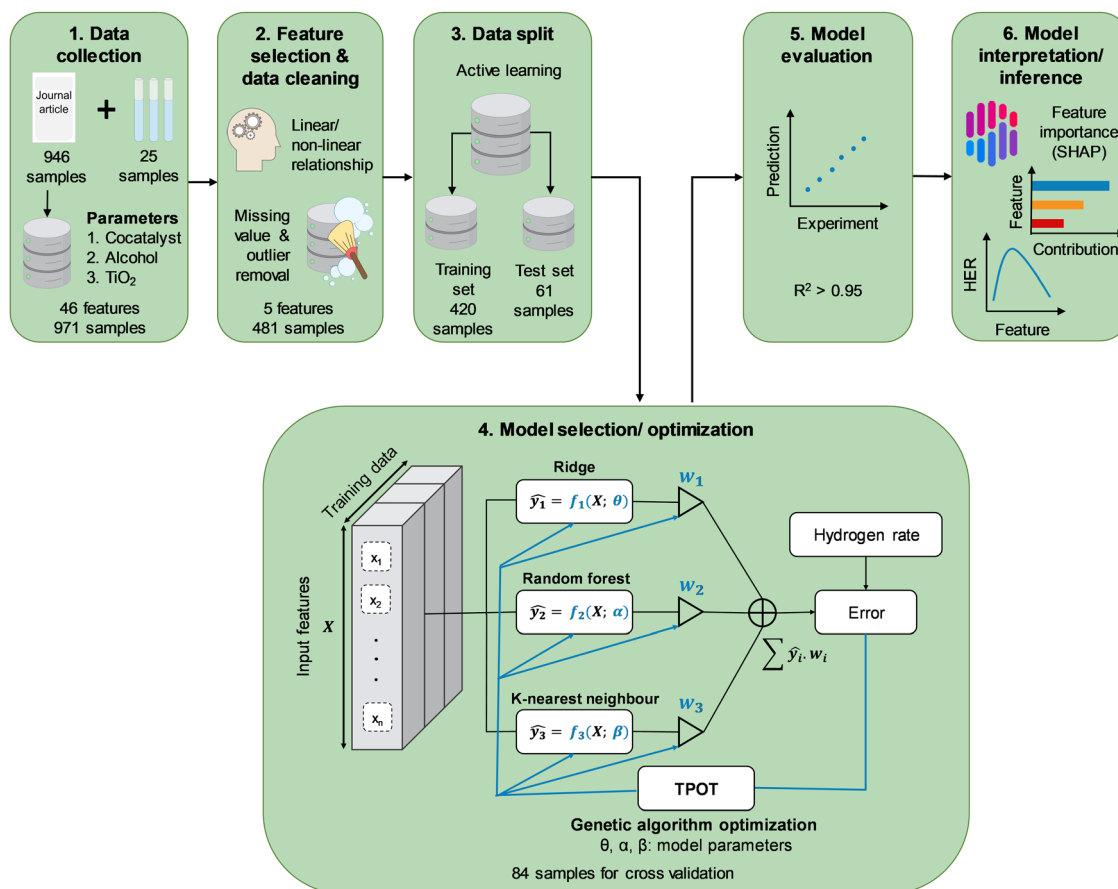 1. Data
collection
Journal
article
+
946
samples
25
samples
Parameters
1. Cocatalyst
2. Alcohol
3. TiO₂
46 features
971 samples
2. Feature
selection &
data cleaning
Linear/
non-linear
relationship
Missing
value &
outlier
removal
5 features
481 samples
3. Data split
Active learning
Training
set
420
samples
Test set
61
samples
5. Model
evaluation
Prediction
Experiment
R² > 0.95
6. Model
interpretation/
inference
Feature
importance
(SHAP)
Feature
Contribution
HER
Feature
4. Model selection/ optimization
Training data
Input features
X
x₁
x₂
xₙ
Ridge
ŷ₁ = f₁(X; θ)
w₁
Random forest
ŷ₂ = f₂(X; α)
w₂
K-nearest neighbour
ŷ₃ = f₃(X; β)
w₃
∑ ŷᵢ. wᵢ
Hydrogen rate
Error
TPOT
Genetic algorithm optimization
θ, α, β: model parameters
84 samples for cross validation